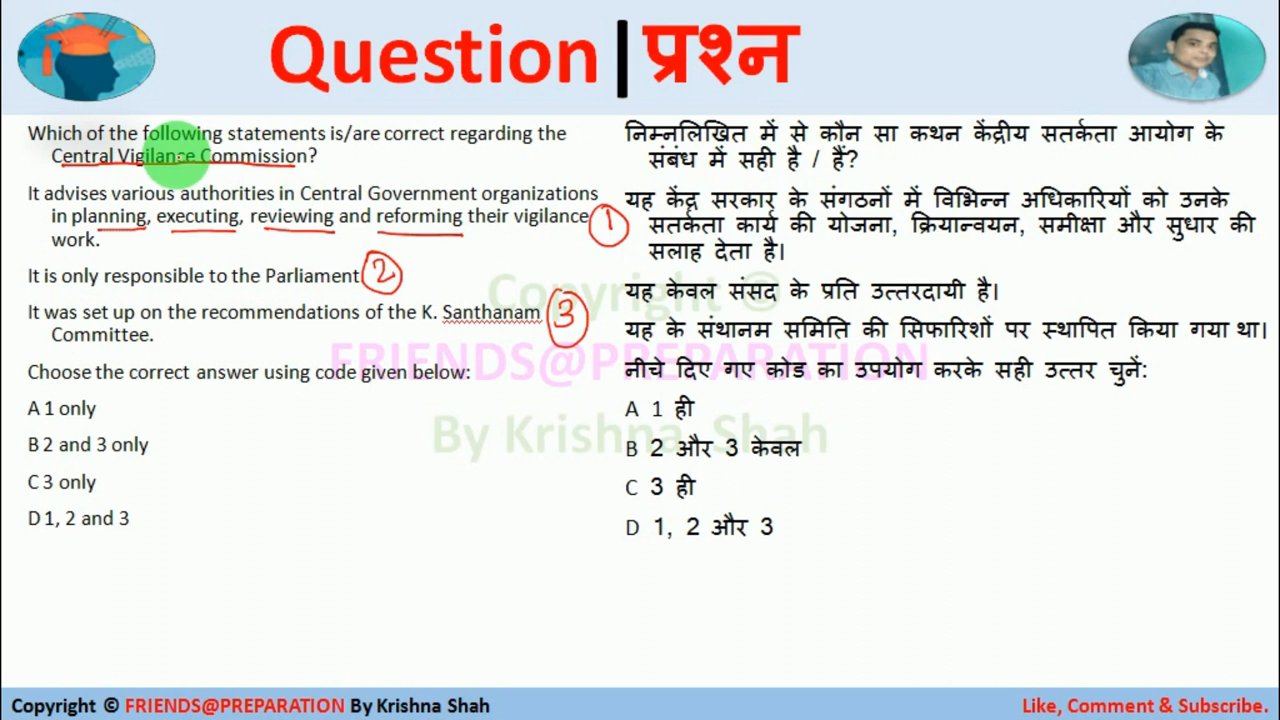 Question|प्रश्न
Which of the following statements is/are correct regarding the
Central Vigilance Commission?
It advises various authorities in Central Government organizations
in planning, executing, reviewing and reforming their vigilance
work.
1
It is only responsible to the Parliament
2
It was set up on the recommendations of the K. Santhanam
Committee.
3
Choose the correct answer using code given below:
A 1 only
B 2 and 3 only
C 3 only
D 1, 2 and 3
निम्नलिखित में से कौन सा कथन केंद्रीय सतर्कता आयोग के
संबंध में सही है / हैं?
यह केंद्र सरकार के संगठनों में विभिन्न अधिकारियों को उनके
सतर्कता कार्य की योजना, क्रियान्वयन, समीक्षा और सुधार की
सलाह देता है।
यह केवल संसद के प्रति उत्तरदायी है।
यह के संथानम समिति की सिफारिशों पर स्थापित किया गया था।
नीचे दिए गए कोड का उपयोग करके सही उत्तर चुनें:
A 1 ही
B 2 और 3 केवल
C 3 ही
D 1, 2 और 3
Copyright ©
FRIENDS@PREPARATION
By Krishna Shah
Copyright © FRIENDS@PREPARATION By Krishna Shah
Like, Comment & Subscribe.